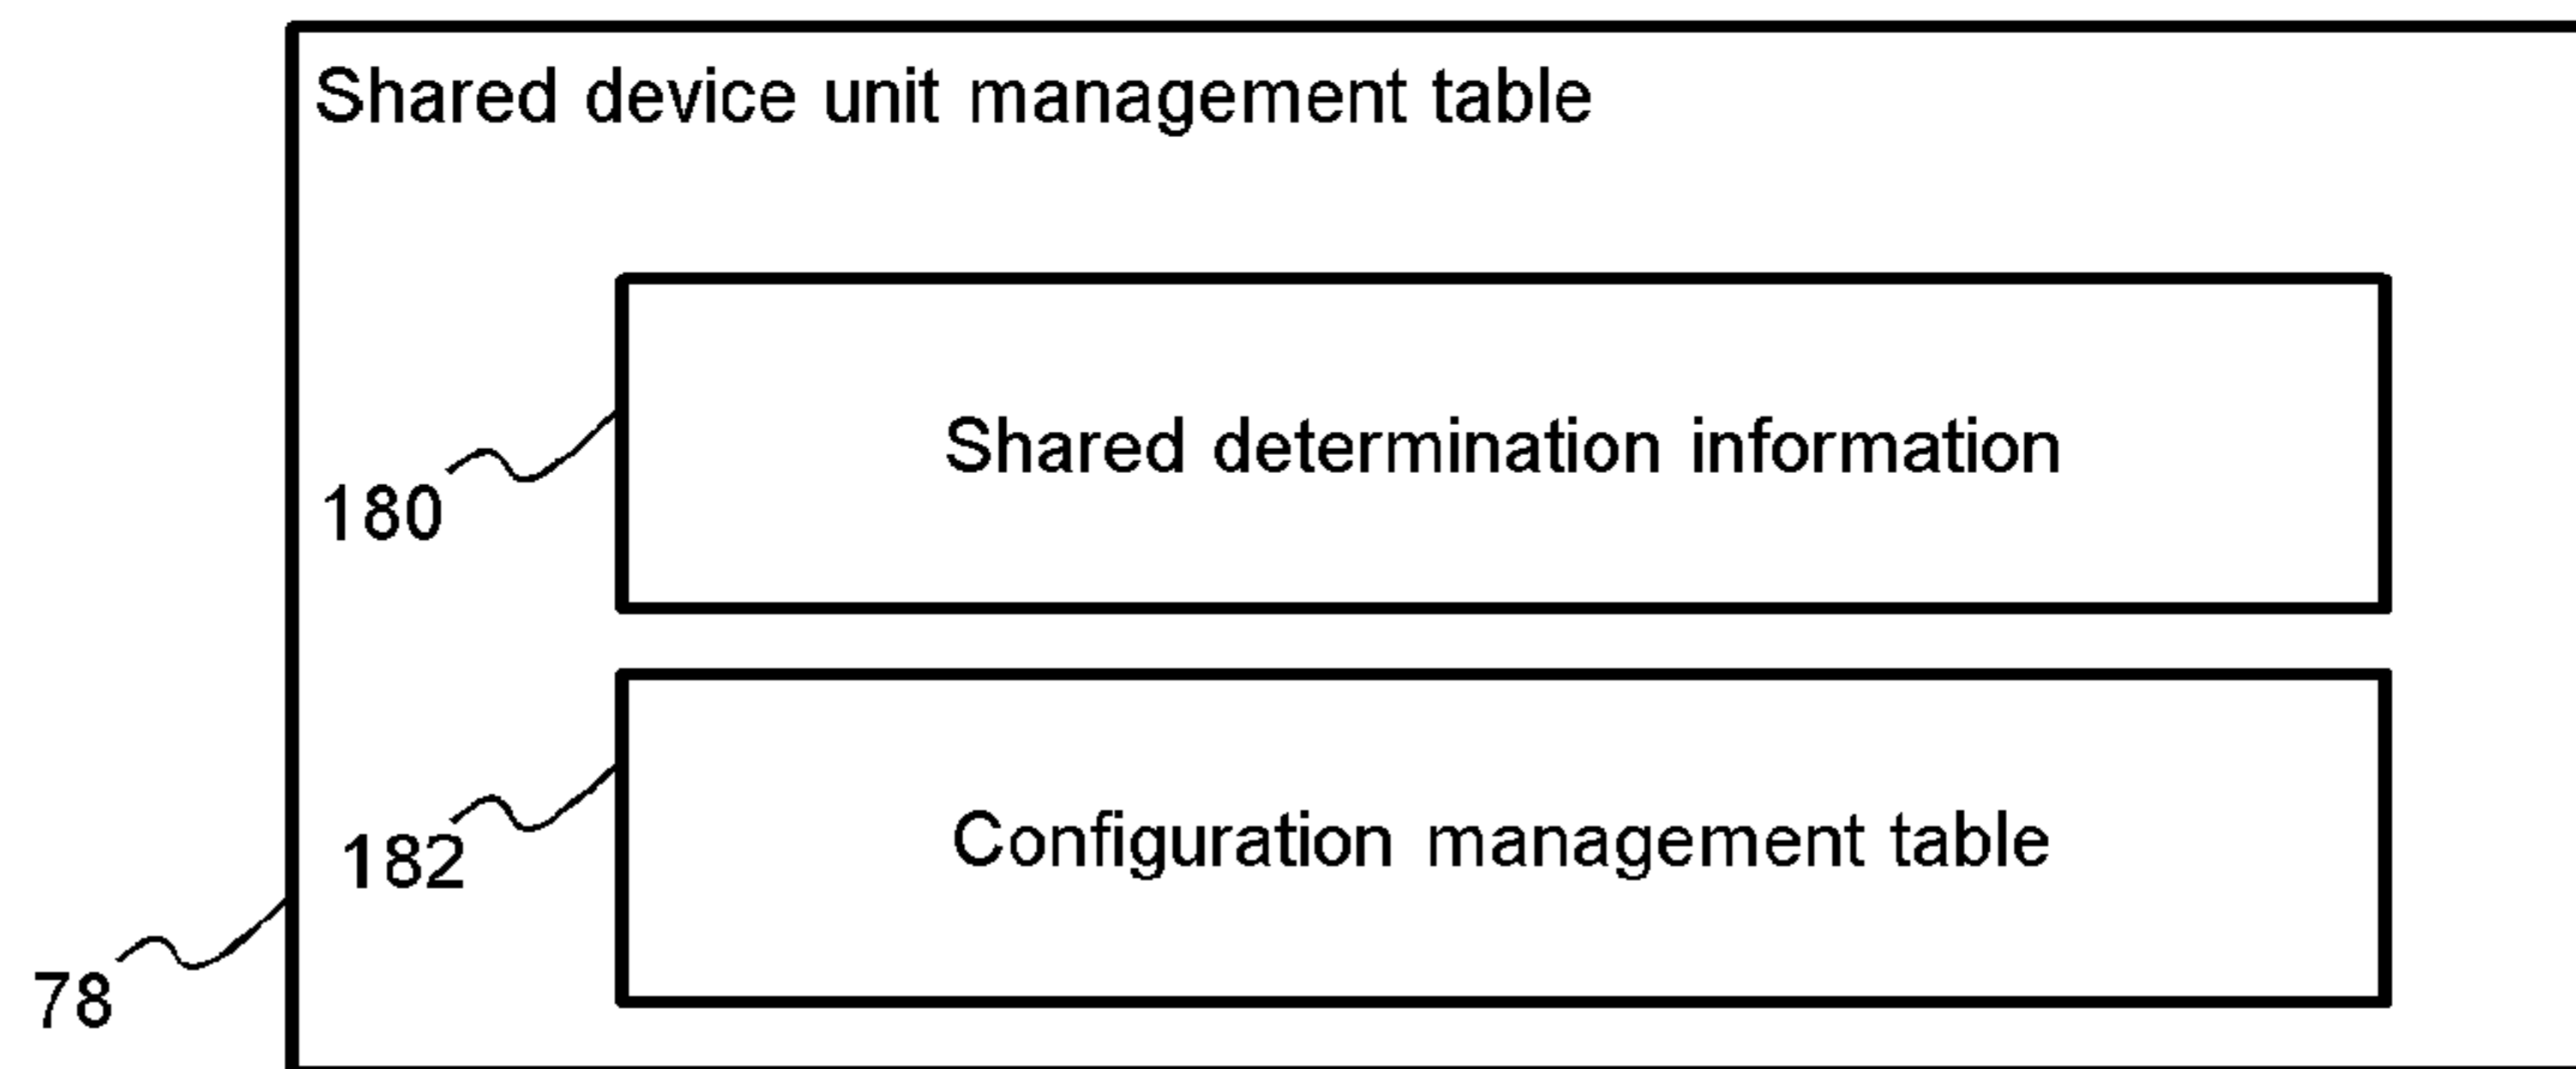 Shared device unit management table
Shared determination information
180
Configuration management table
182
78